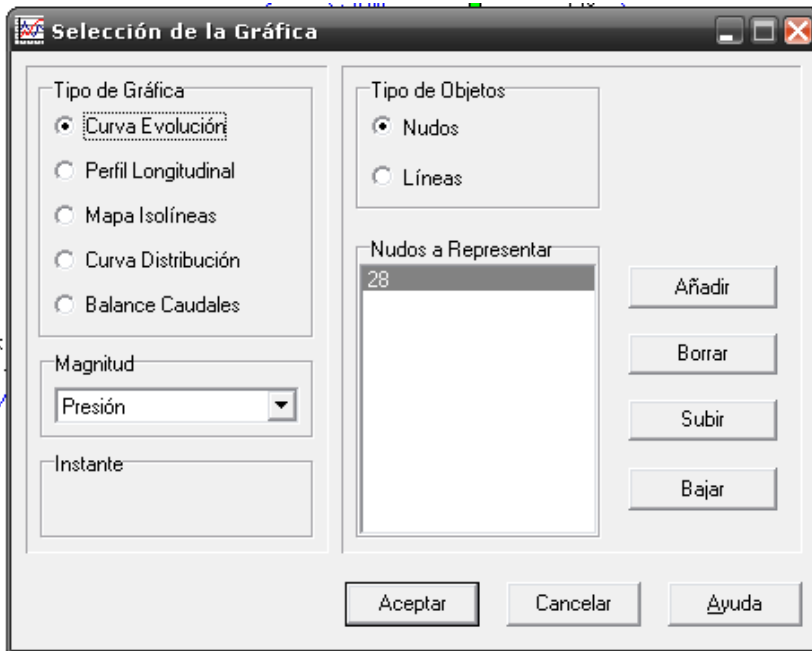 Selección de la Gráfica
Tipo de Gráfica
Curva Evolución
Perfil Longitudinal
Mapa Isolíneas
Curva Distribución
Balance Caudales
Magnitud
Presión
Instante
Tipo de Objetos
Nudos
Líneas
Nudos a Representar
28
Añadir
Borrar
Subir
Bajar
Aceptar
Cancelar
Ayuda